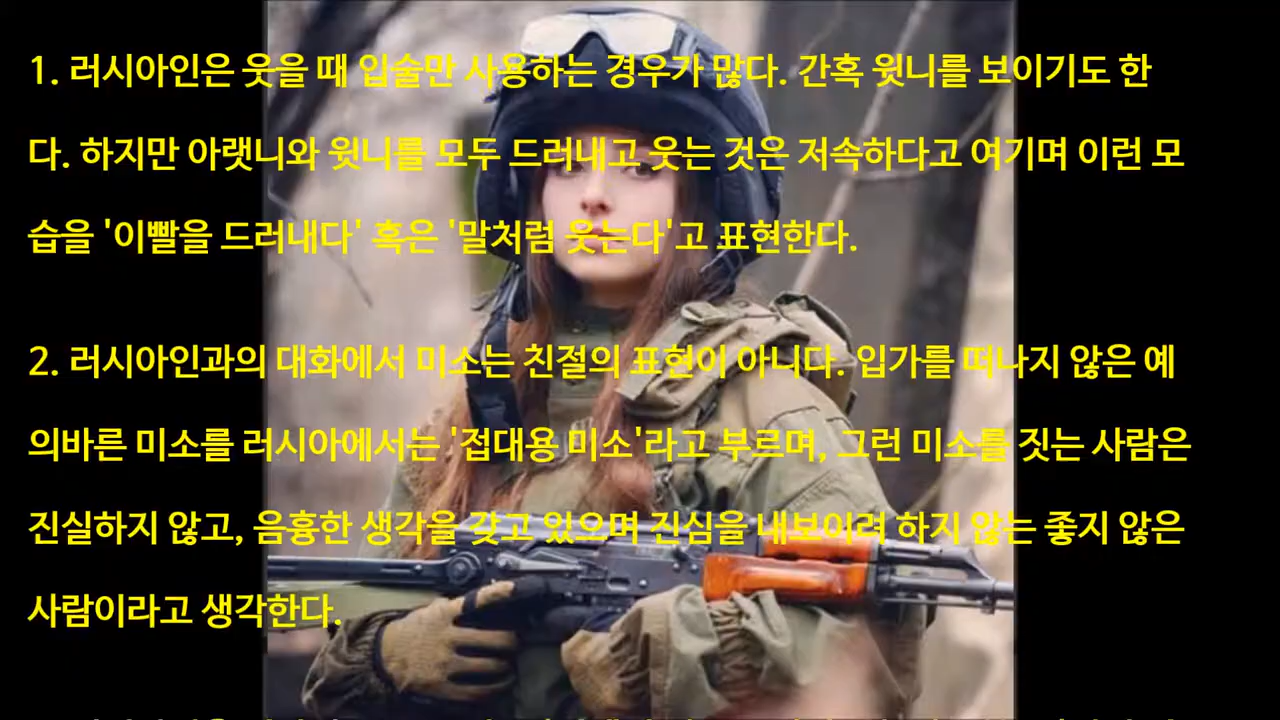 1. 러시아인은 웃을 때 입술만 사용하는 경우가 많다. 간혹 윗니를 보이기도 한
다. 하지만 아랫니와 윗니를 모두 드러내고 웃는 것은 저속하다고 여기며 이런 모
습을 '이빨을 드러내다' 혹은 '말처럼 웃는다'고 표현한다.
2. 러시아인과의 대화에서 미소는 친절의 표현이 아니다. 입가를 떠나지 않은 예
의바른 미소를 러시아에서는 '접대용 미소'라고 부르며, 그런 미소를 짓는 사람은
진실하지 않고, 음흉한 생각을 갖고 있으며 진심을 내보이려 하지 않는 좋지 않은
사람이라고 생각한다.